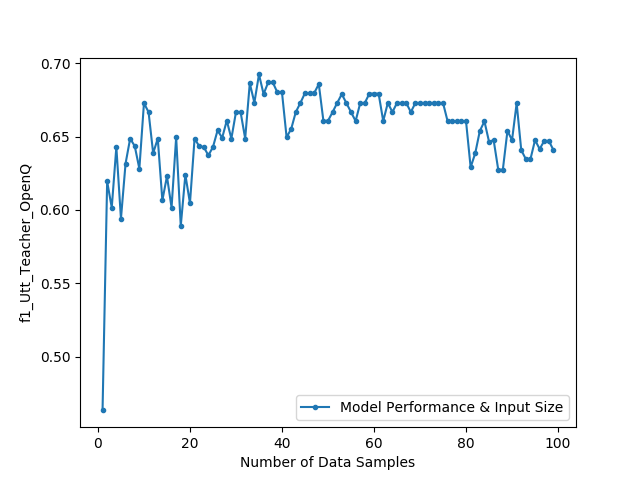 0.70
0.65
0.60
0.55
0.50
f1_Utt_Teacher_OpenQ
Model Performance & Input Size
0 20 40 60 80 100
Number of Data Samples